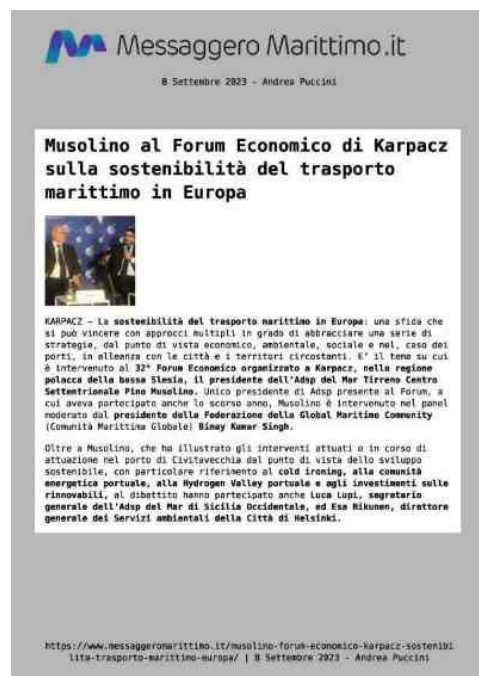 Messaggero Marittimo.it
8 Settembre 2023 - Andrea Puccini
Musolino al Forum Economico di Karpacz
sulla sostenibilità del trasporto
marittimo in Europa
KARPACZ – La sostenibilità del trasporto marittimo in Europa: una sfida che
si può vincere con approcci multipli in grado di abbracciare una serie di
strategie, dal punto di vista economico, ambientale, sociale e nel, caso dei
porti, in alleanza con le città e i territori circostanti. E' il tema su cui
è intervenuto al 32° Forum Economico organizzato a Karpacz, nella regione
polacca della bassa Slesia, il presidente dell'Adsp del Mar Tirreno Centro
Settentrionale Pino Musolino. Unico presidente di Adsp presente al Forum, a
cui aveva partecipato anche lo scorso anno, Musolino è intervenuto nel panel
moderato dal presidente della Federazione della Global Maritime Community
(Comunità Marittima Globale) Binay Kumar Singh.
Oltre a Musolino, che ha illustrato gli interventi attuati o in corso di
attuazione nel porto di Civitavecchia dal punto di vista dello sviluppo
sostenibile, con particolare riferimento al cold ironing, alla comunità
energetica portuale, alla Hydrogen Valley portuale e agli investimenti sulle
rinnovabili, al dibattito hanno partecipato anche Luca Lupi, segretario
generale dell'Adsp del Mar di Sicilia Occidentale, ed Esa Nikunen, direttore
generale dei Servizi ambientali della Città di Helsinki.
https://www.messaggeromarittimo.it/musolino-forum-economico-karpacz-sostenibi
lita-trasporto-marittimo-europa/ | 8 Settembre 2023 - Andrea Puccini